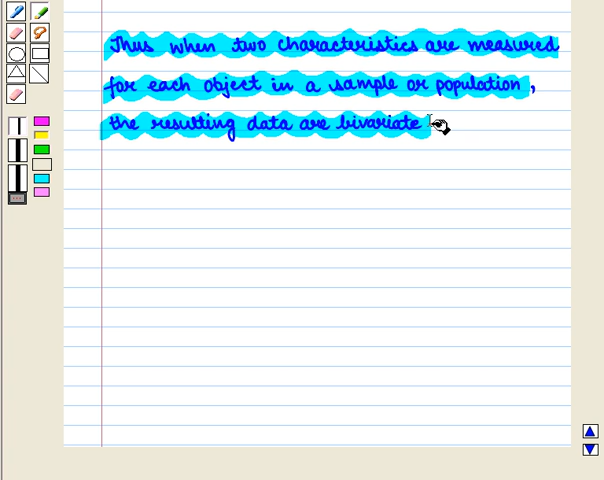 Thus when two characteristics are measured
for each object in a sample or population,
the resulting data are bivariate